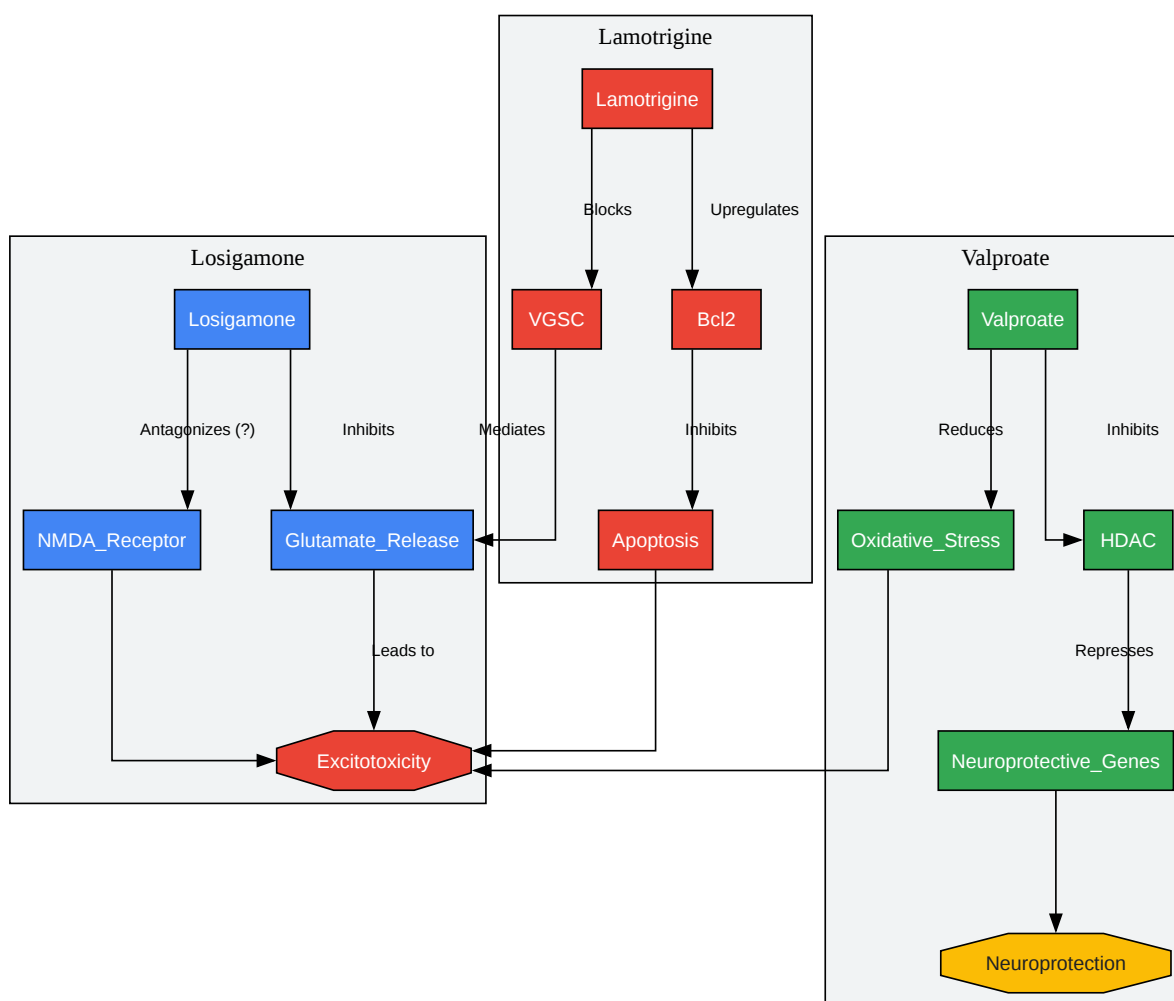 Lamotrigine
Lamotrigine
Blocks
Upregulates
Losigamone
Valproate
Losigamone
VGSC
Bcl2
Valproate
Antagonizes (?)
Inhibits
Mediates
Inhibits
Reduces
Inhibits
NMDA_Receptor
Glutamate_Release
Apoptosis
Oxidative_Stress
HDAC
Leads to
Represses
Excitotoxicity
Neuroprotective_Genes
Neuroprotection